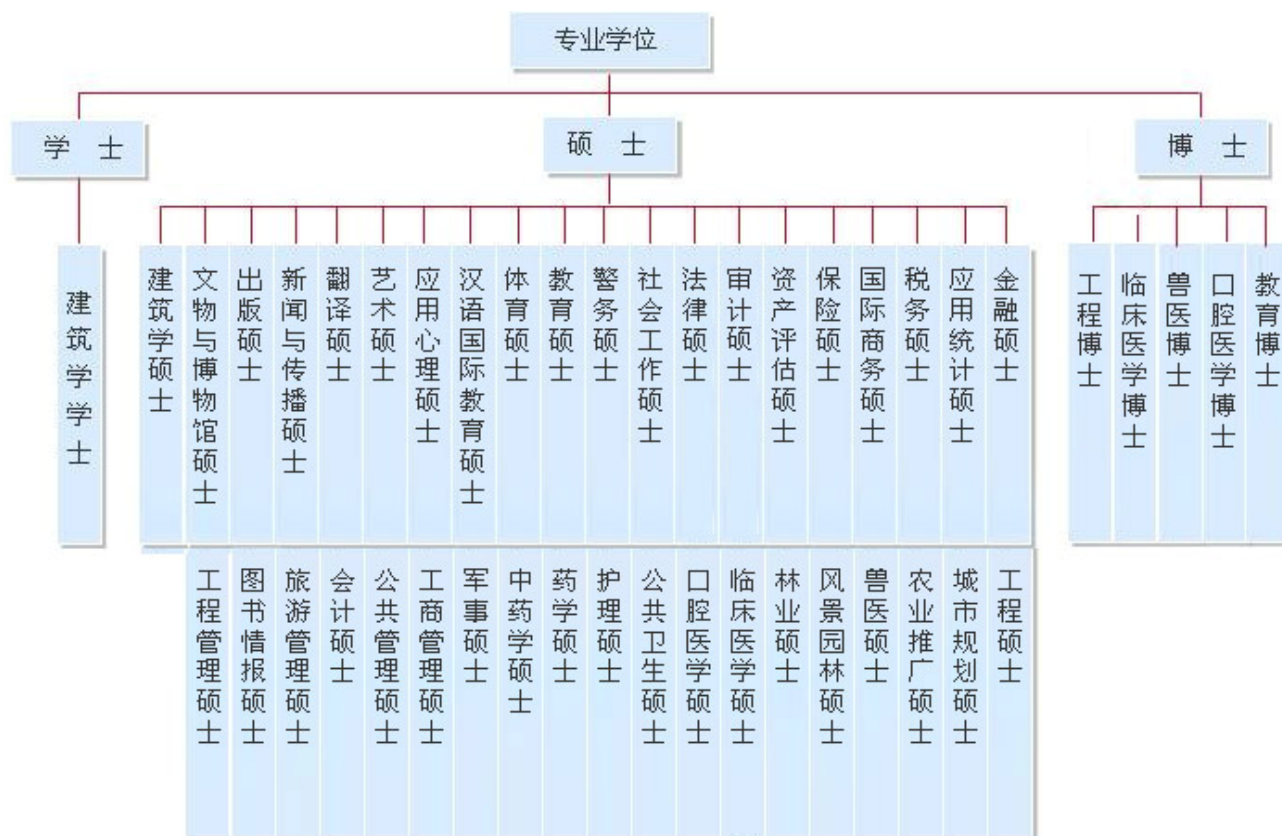 专业学位
学 士
硕 士
博 士
建筑学学士
建筑学硕士
文物与博物馆硕士
出版硕士
新闻与传播硕士
翻译硕士
艺术硕士
应用心理硕士
汉语国际教育硕士
体育硕士
教育硕士
警务硕士
社会工作硕士
法律硕士
审计硕士
资产评估硕士
保险硕士
国际商务硕士
税务硕士
应用统计硕士
金融硕士
工程管理硕士
图书情报硕士
旅游管理硕士
会计硕士
公共管理硕士
工商管理硕士
军事硕士
中药学硕士
药学硕士
护理硕士
公共卫生硕士
口腔医学硕士
临床医学硕士
林业硕士
风景园林硕士
兽医硕士
农业推广硕士
城市规划硕士
工程硕士
工程博士
临床医学博士
兽医博士
口腔医学博士
教育博士